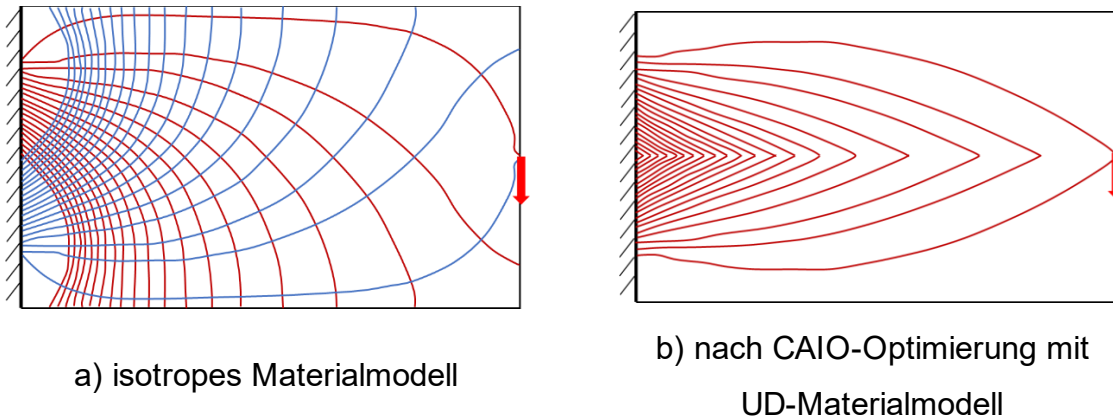 a) isotropes Materialmodell
b) nach CAIO-Optimierung mit
UD-Materialmodell